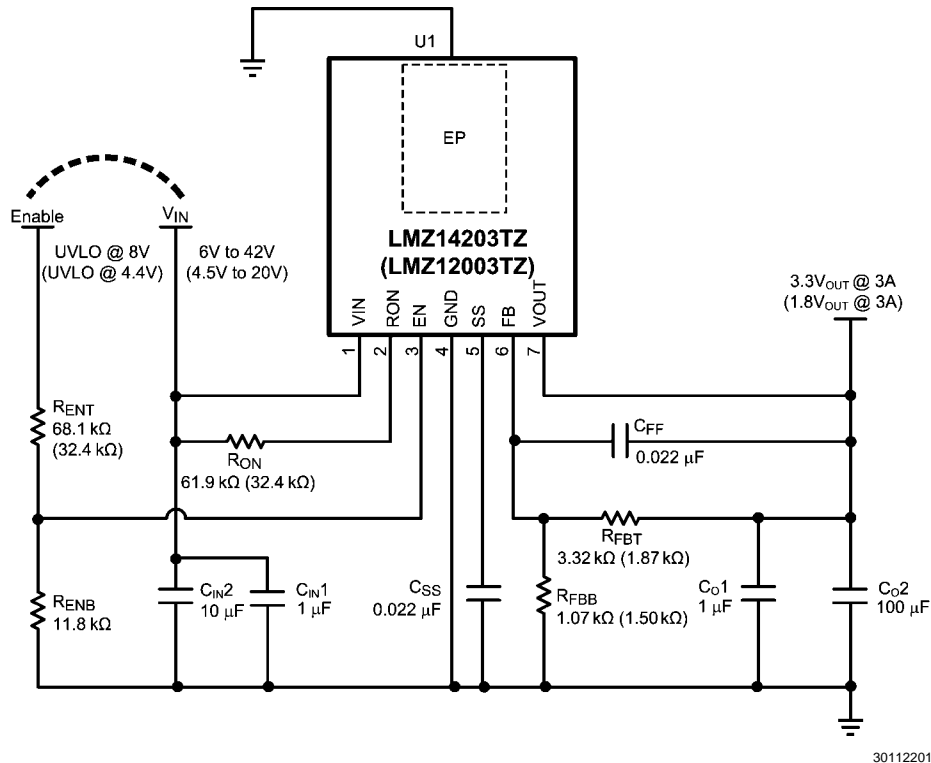 U1
EP
LMZ14203TZ
(LMZ12003TZ)
Enable
VIN
UVLO @ 8V
(UVLO @ 4.4V)
6V to 42V
(4.5V to 20V)
3.3VOUT @ 3A
(1.8VOUT @ 3A)
VIN
RON
EN
GND
SS
FB
VOUT
1
2
3
4
5
6
7
RENT
68.1 kΩ
(32.4 kΩ)
RON
61.9 kΩ (32.4 kΩ)
CFF
0.022 μF
RFBT
3.32 kΩ (1.87 kΩ)
RENB
11.8 kΩ
CIN2
10 μF
CIN1
1 μF
CSS
0.022 μF
RFBB
1.07 kΩ (1.50 kΩ)
CO1
1 μF
CO2
100 μF
30112201